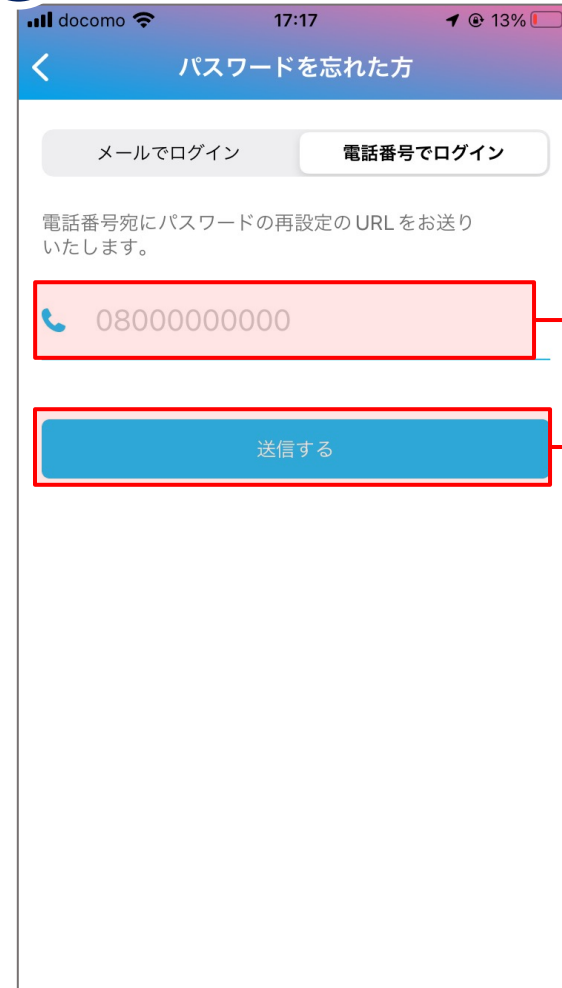 docomo 17:17 13%
パスワードを忘れた方
メールでログイン 電話番号でログイン
電話番号宛にパスワードの再設定のURLをお送り
いたします。
08000000000
送信する